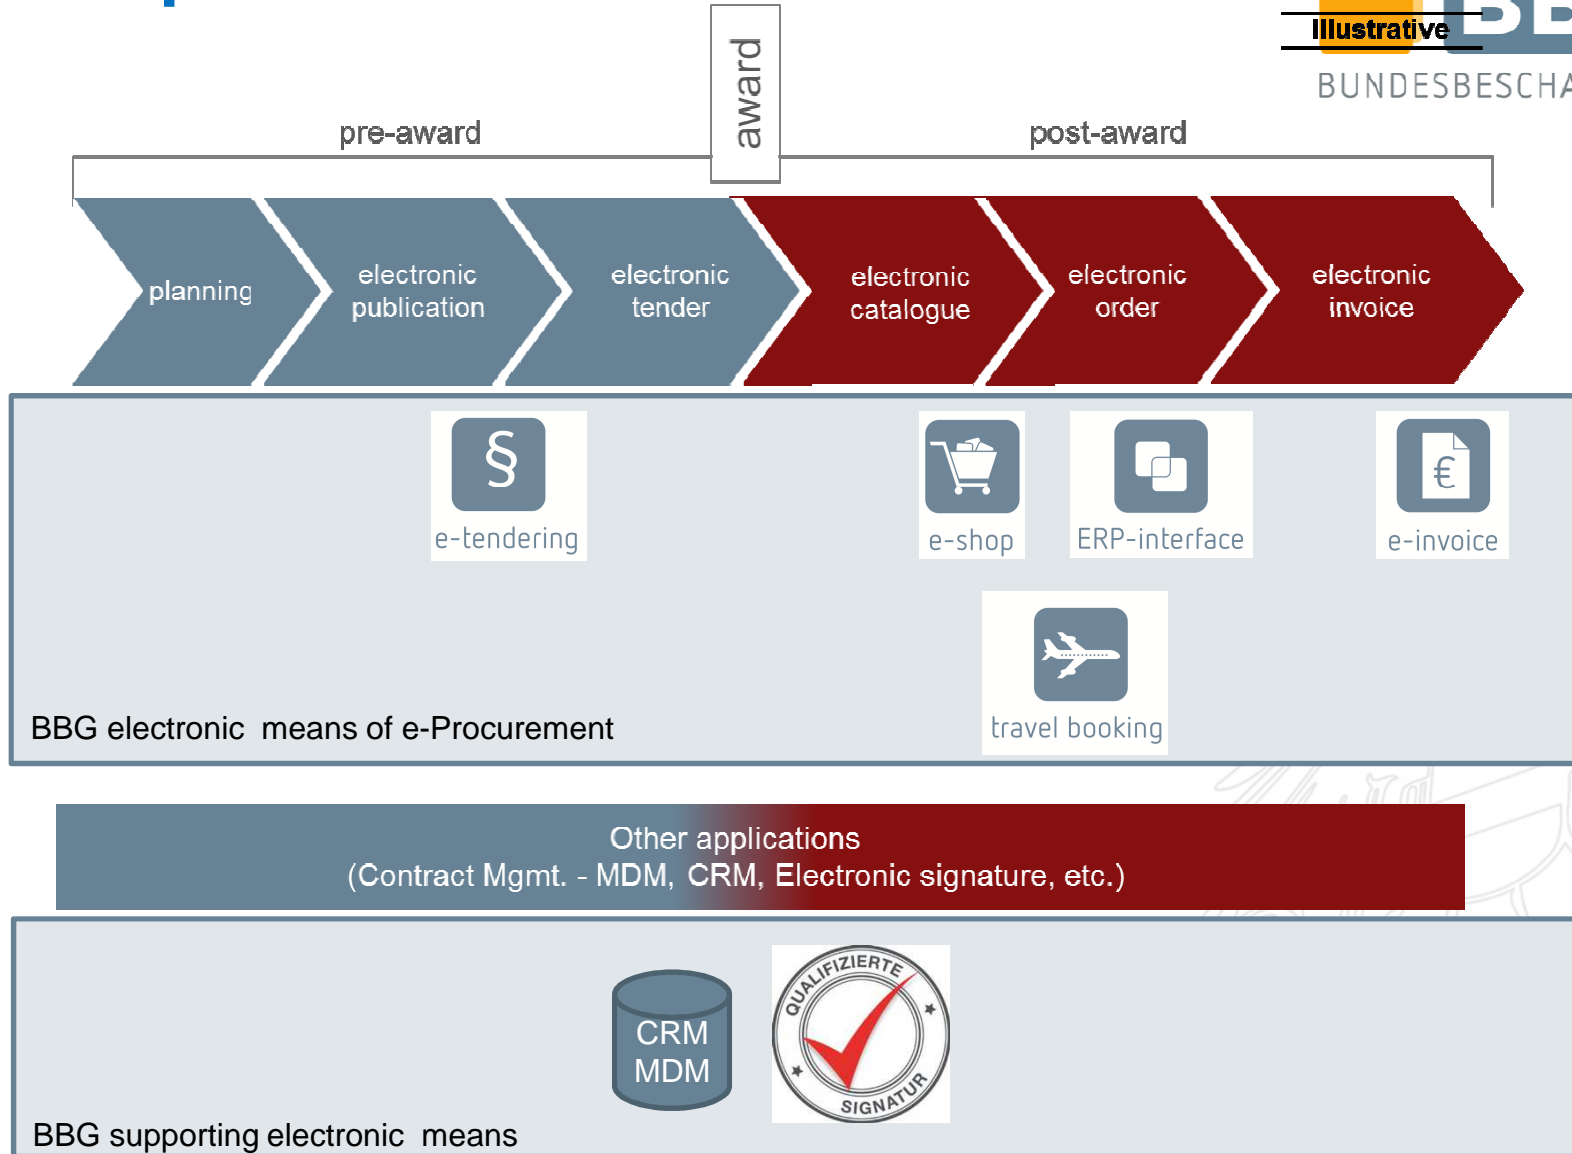 Illustrative
BUNDESBESCHA
award
pre-award
post-award
planning
electronic
publication
electronic
tender
electronic
catalogue
electronic
order
electronic
invoice
§
€
e-tendering
e-shop
ERP-interface
e-invoice
travel booking
BBG electronic means of e-Procurement
Other applications
(Contract Mgmt. - MDM, CRM, Electronic signature, etc.)
CRM
MDM
QUALIFIZIERTE
SIGNATUR
BBG supporting electronic means